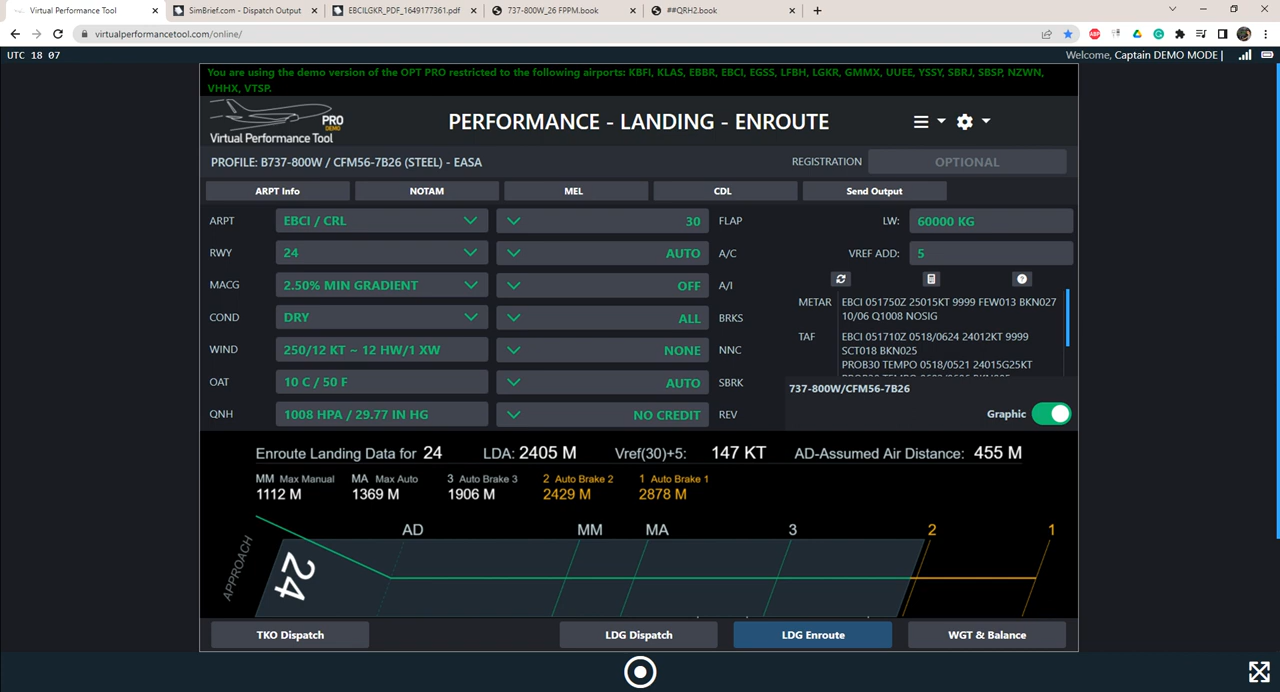 Virtual Performance Tool
SimBrief.com - Dispatch Output
EBCILGKR_PDF_1649177361.pdf
737-800W_26 FPPM.book
##QRH2.book
virtualperformancetool.com/online/
UTC 18 07
Welcome, Captain DEMO MODE |
You are using the demo version of the OPT PRO restricted to the following airports: KBFI, KLAS, EBBR, EBCI, EGSS, LFBH, LGKR, GMMX, UUEE, YSSY, SBRJ, SBSP, NZWN,
VHHX, VTSP.
PRO
DEMO
Virtual Performance Tool
PERFORMANCE - LANDING - ENROUTE
PROFILE: B737-800W / CFM56-7B26 (STEEL) - EASA
REGISTRATION
OPTIONAL
ARPT Info
NOTAM
MEL
CDL
Send Output
ARPT
EBCI / CRL
30
FLAP
LW:
60000 KG
RWY
24
AUTO
A/C
VREF ADD:
5
MACG
2.50% MIN GRADIENT
OFF
A/I
COND
DRY
ALL
BRKS
WIND
250/12 KT ~ 12 HW/1 XW
NONE
NNC
OAT
10 C / 50 F
AUTO
SBRK
QNH
1008 HPA / 29.77 IN HG
NO CREDIT
REV
METAR
EBCI 051750Z 25015KT 9999 FEW013 BKN027
10/06 Q1008 NOSIG
TAF
EBCI 051710Z 0518/0624 24012KT 9999
SCT018 BKN025
PROB30 TEMPO 0518/0521 24015G25KT
737-800W/CFM56-7B26
Graphic
Enroute Landing Data for 24
LDA: 2405 M
Vref(30)+5: 147 KT
AD-Assumed Air Distance: 455 M
MM Max Manual
1112 M
MA Max Auto
1369 M
3 Auto Brake 3
1906 M
2 Auto Brake 2
2429 M
1 Auto Brake 1
2878 M
AD
MM
MA
3
2
1
APPROACH
24
TKO Dispatch
LDG Dispatch
LDG Enroute
WGT & Balance